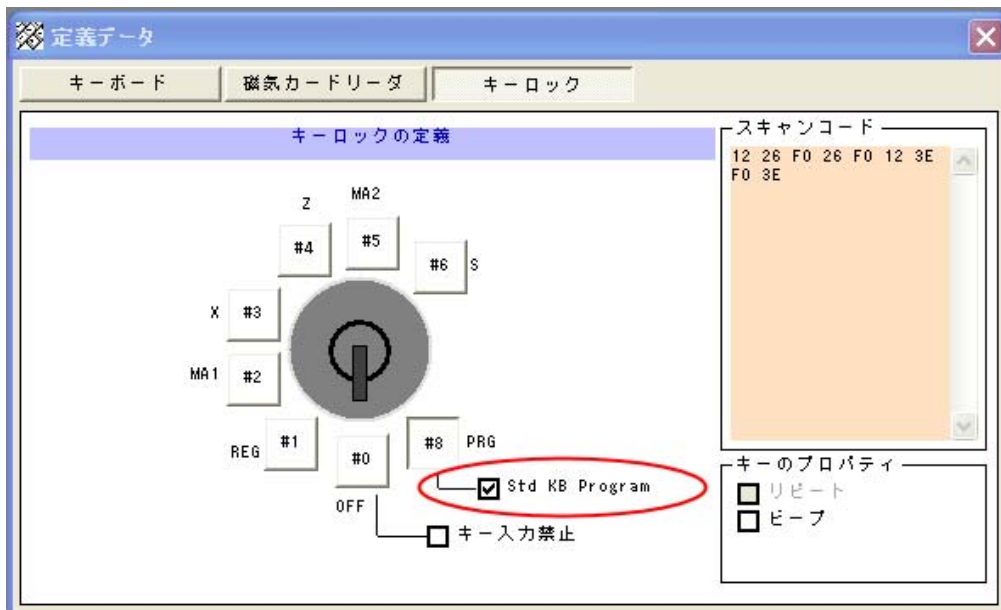 定義データ
キーボード
磁気カードリーダ
キーロック
キーロックの定義
Z
MA2
#4
#5
#6
S
X
#3
MA1
#2
REG
#1
#0
#8
PRG
OFF
Std KB Program
キー入力禁止
スキャンコード
12 26 F0 26 F0 12 3E
F0 3E
キーのプロパティ
リピート
ビープ